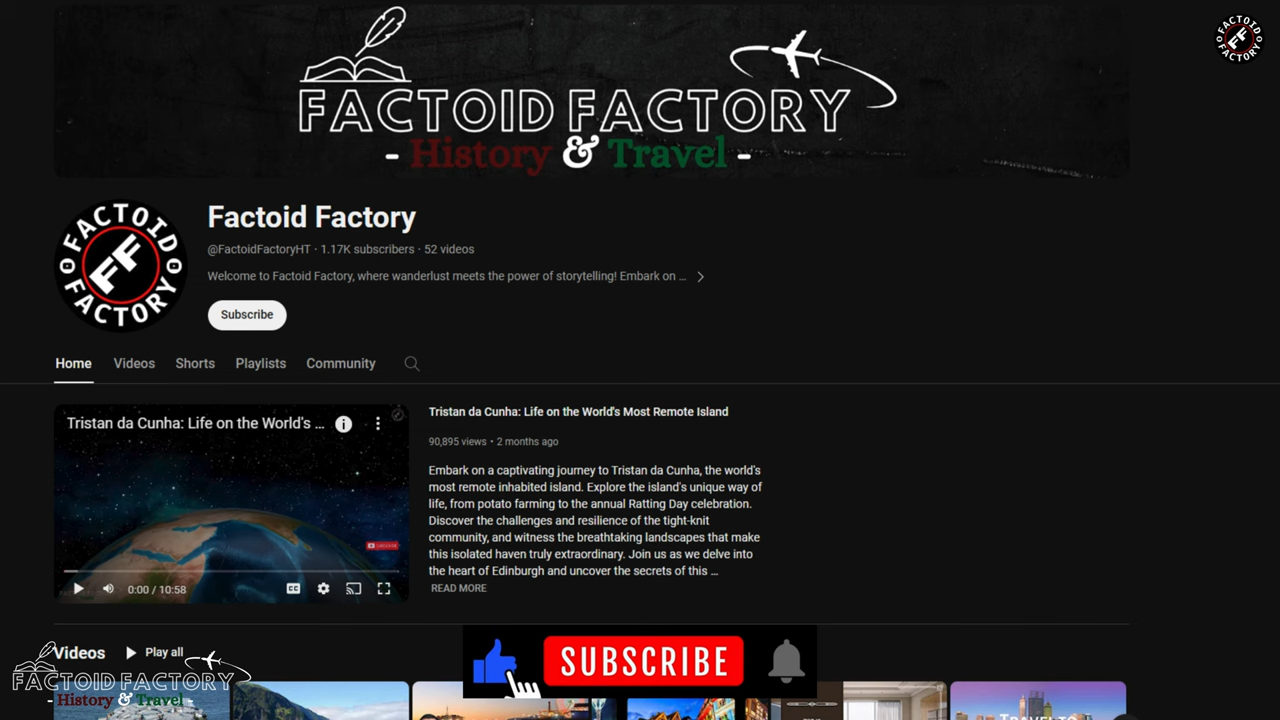 FACTOID FACTORY
- History & Travel -
FACTOID
FF
FACTORY
FACTOID
FF
FACTORY
Factoid Factory
@FactoidFactoryHT · 1.17K subscribers · 52 videos
Welcome to Factoid Factory, where wanderlust meets the power of storytelling! Embark on ...
Subscribe
Home Videos Shorts Playlists Community
Tristan da Cunha: Life on the World's ...
0:00 / 10:58
CC
Tristan da Cunha: Life on the World's Most Remote Island
90,895 views • 2 months ago
Embark on a captivating journey to Tristan da Cunha, the world's
most remote inhabited island. Explore the island's unique way of
life, from potato farming to the annual Ratting Day celebration.
Discover the challenges and resilience of the tight-knit
community, and witness the breathtaking landscapes that make
this isolated haven truly extraordinary. Join us as we delve into
the heart of Edinburgh and uncover the secrets of this ...
READ MORE
Videos Play all
FACTOID FACTORY
- History & Travel -
SUBSCRIBE